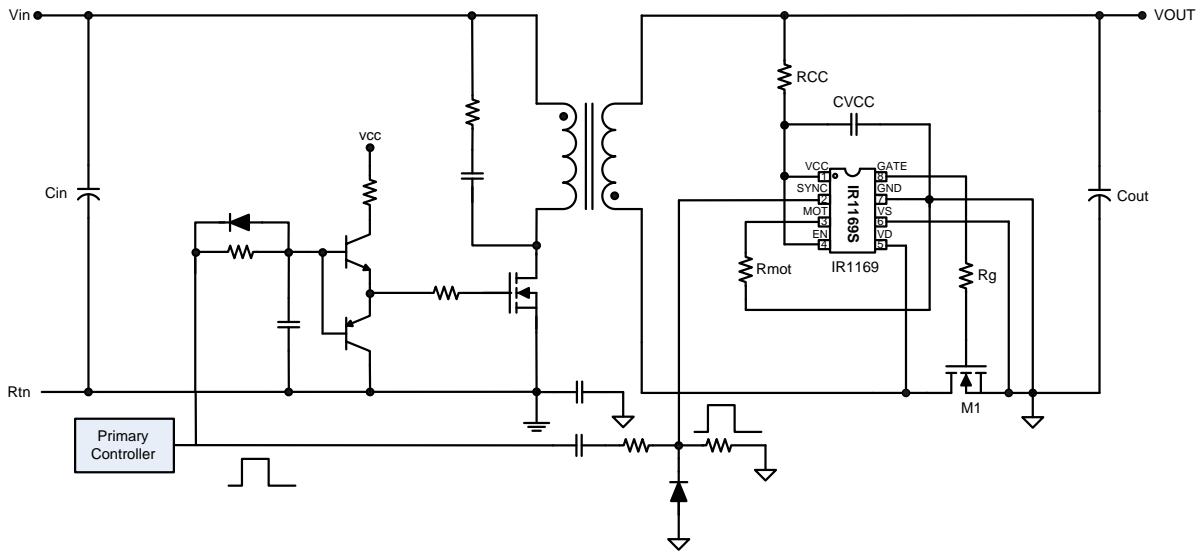 Vin
VOUT
RCC
CVCC
vcc
Cin
VCC
GATE
1
8
SYNC
GND
2
7
MOT
VS
3
6
EN
VD
4
5
IR1169S
IR1169
Cout
Rmot
Rg
Rtn
M1
Primary
Controller